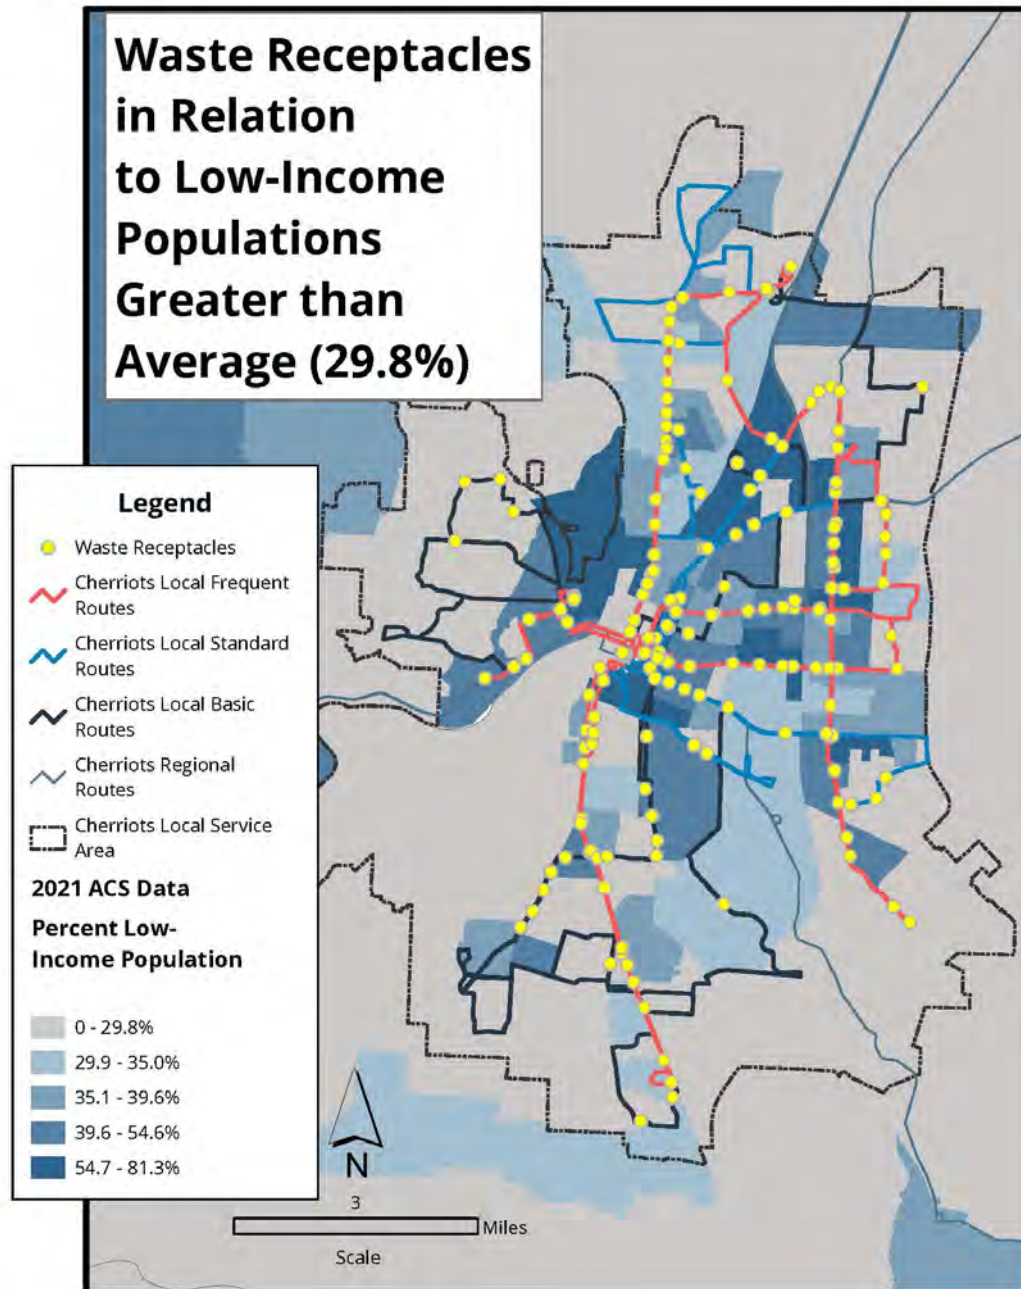 Waste Receptacles
in Relation
to Low-Income
Populations
Greater than
Average (29.8%)
Legend
Waste Receptacles
Cherriots Local Frequent
Routes
Cherriots Local Standard
Routes
Cherriots Local Basic
Routes
Cherriots Regional
Routes
Cherriots Local Service
Area
2021 ACS Data
Percent Low-
Income Population
0 - 29.8%
29.9 - 35.0%
35.1 - 39.6%
39.6 - 54.6%
54.7 - 81.3%
N
3
Miles
Scale